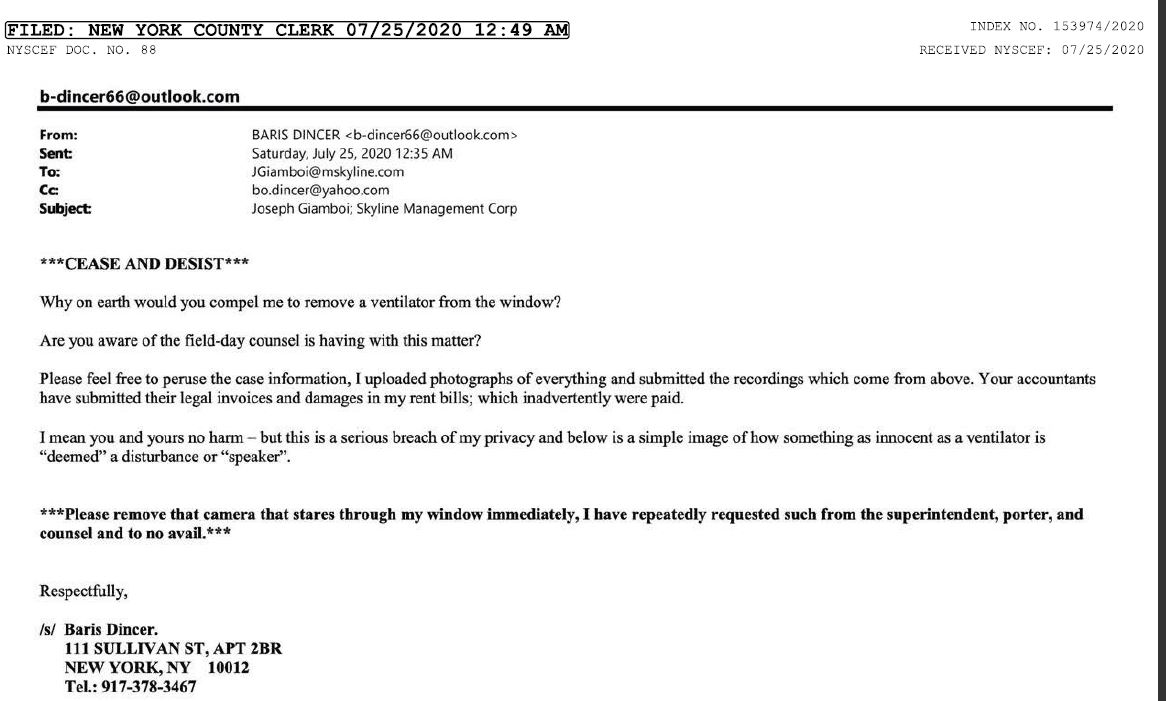 FILED: NEW YORK COUNTY CLERK 07/25/2020 12:49 AM
INDEX NO. 153974/2020
NYSCEF DOC. NO. 88
RECEIVED NYSCEF: 07/25/2020
b-dincer66@outlook.com
From: BARIS DINCER <b-dincer66@outlook.com>
Sent: Saturday, July 25, 2020 12:35 AM
To: JGiamboi@mskyline.com
Cc: bo.dincer@yahoo.com
Subject: Joseph Giamboi; Skyline Management Corp
***CEASE AND DESIST***
Why on earth would you compel me to remove a ventilator from the window?
Are you aware of the field-day counsel is having with this matter?
Please feel free to peruse the case information, I uploaded photographs of everything and submitted the recordings which come from above. Your accountants
have submitted their legal invoices and damages in my rent bills; which inadvertently were paid.
I mean you and yours no harm – but this is a serious breach of my privacy and below is a simple image of how something as innocent as a ventilator is
“deemed” a disturbance or “speaker”.
***Please remove that camera that stares through my window immediately, I have repeatedly requested such from the superintendent, porter, and
counsel and to no avail.***
Respectfully,
/s/ Baris Dincer.
111 SULLIVAN ST, APT 2BR
NEW YORK, NY 10012
Tel.: 917-378-3467